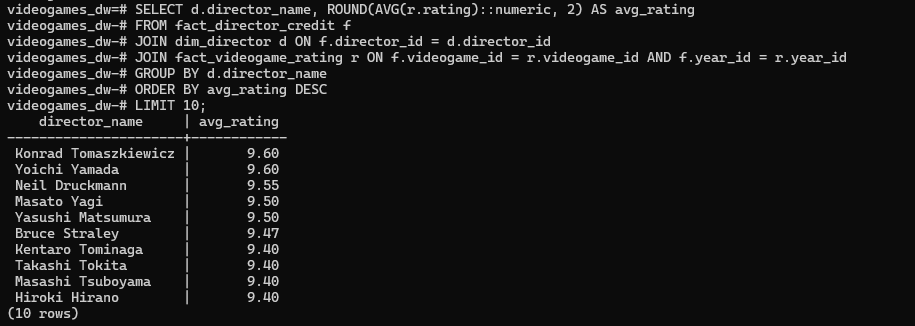 videogames_dw=# SELECT d.director_name, ROUND(AVG(r.rating)::numeric, 2) AS avg_rating
videogames_dw-# FROM fact_director_credit f
videogames_dw-# JOIN dim_director d ON f.director_id = d.director_id
videogames_dw-# JOIN fact_videogame_rating r ON f.videogame_id = r.videogame_id AND f.year_id = r.year_id
videogames_dw-# GROUP BY d.director_name
videogames_dw-# ORDER BY avg_rating DESC
videogames_dw-# LIMIT 10;
    director_name     | avg_rating
----------------------+------------
 Konrad Tomaszkiewicz |       9.60
 Yoichi Yamada        |       9.60
 Neil Druckmann       |       9.55
 Masato Yagi          |       9.50
 Yasushi Matsumura    |       9.50
 Bruce Straley        |       9.47
 Kentaro Tominaga     |       9.40
 Takashi Tokita       |       9.40
 Masashi Tsuboyama    |       9.40
 Hiroki Hirano        |       9.40
(10 rows)